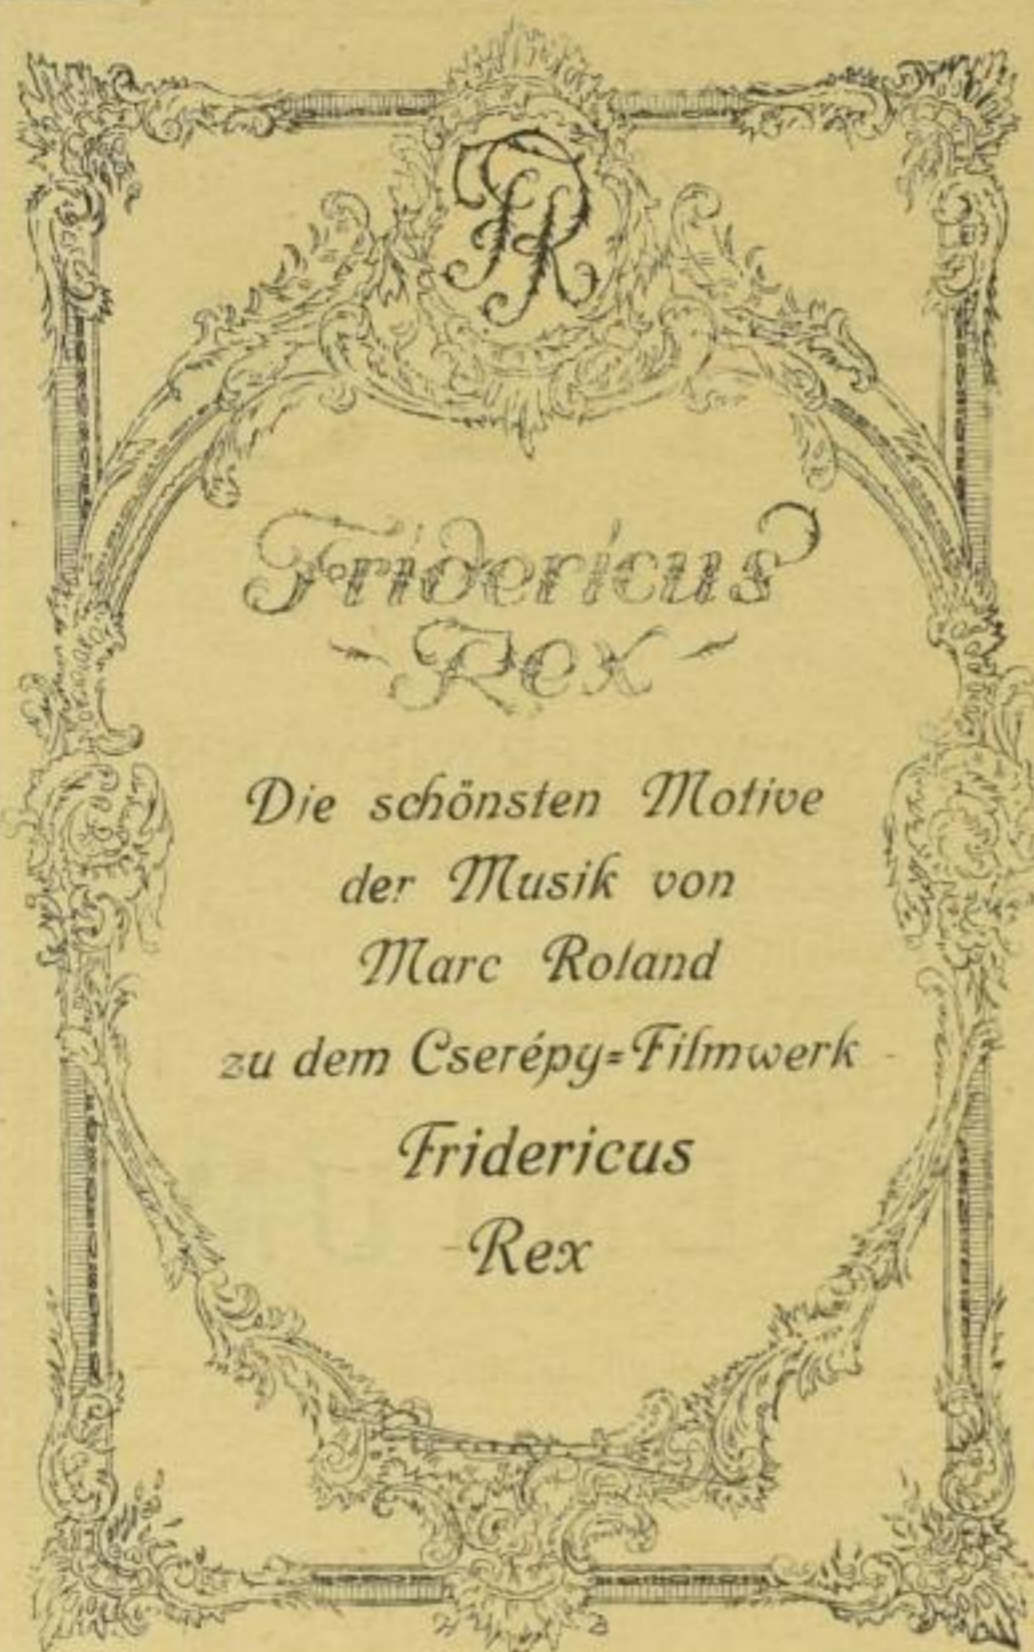 FR
Fridericus
- Rex -
Die schönsten Motive
der Musik von
Marc Roland
zu dem Cserépy=Filmwerk
Fridericus
Rex